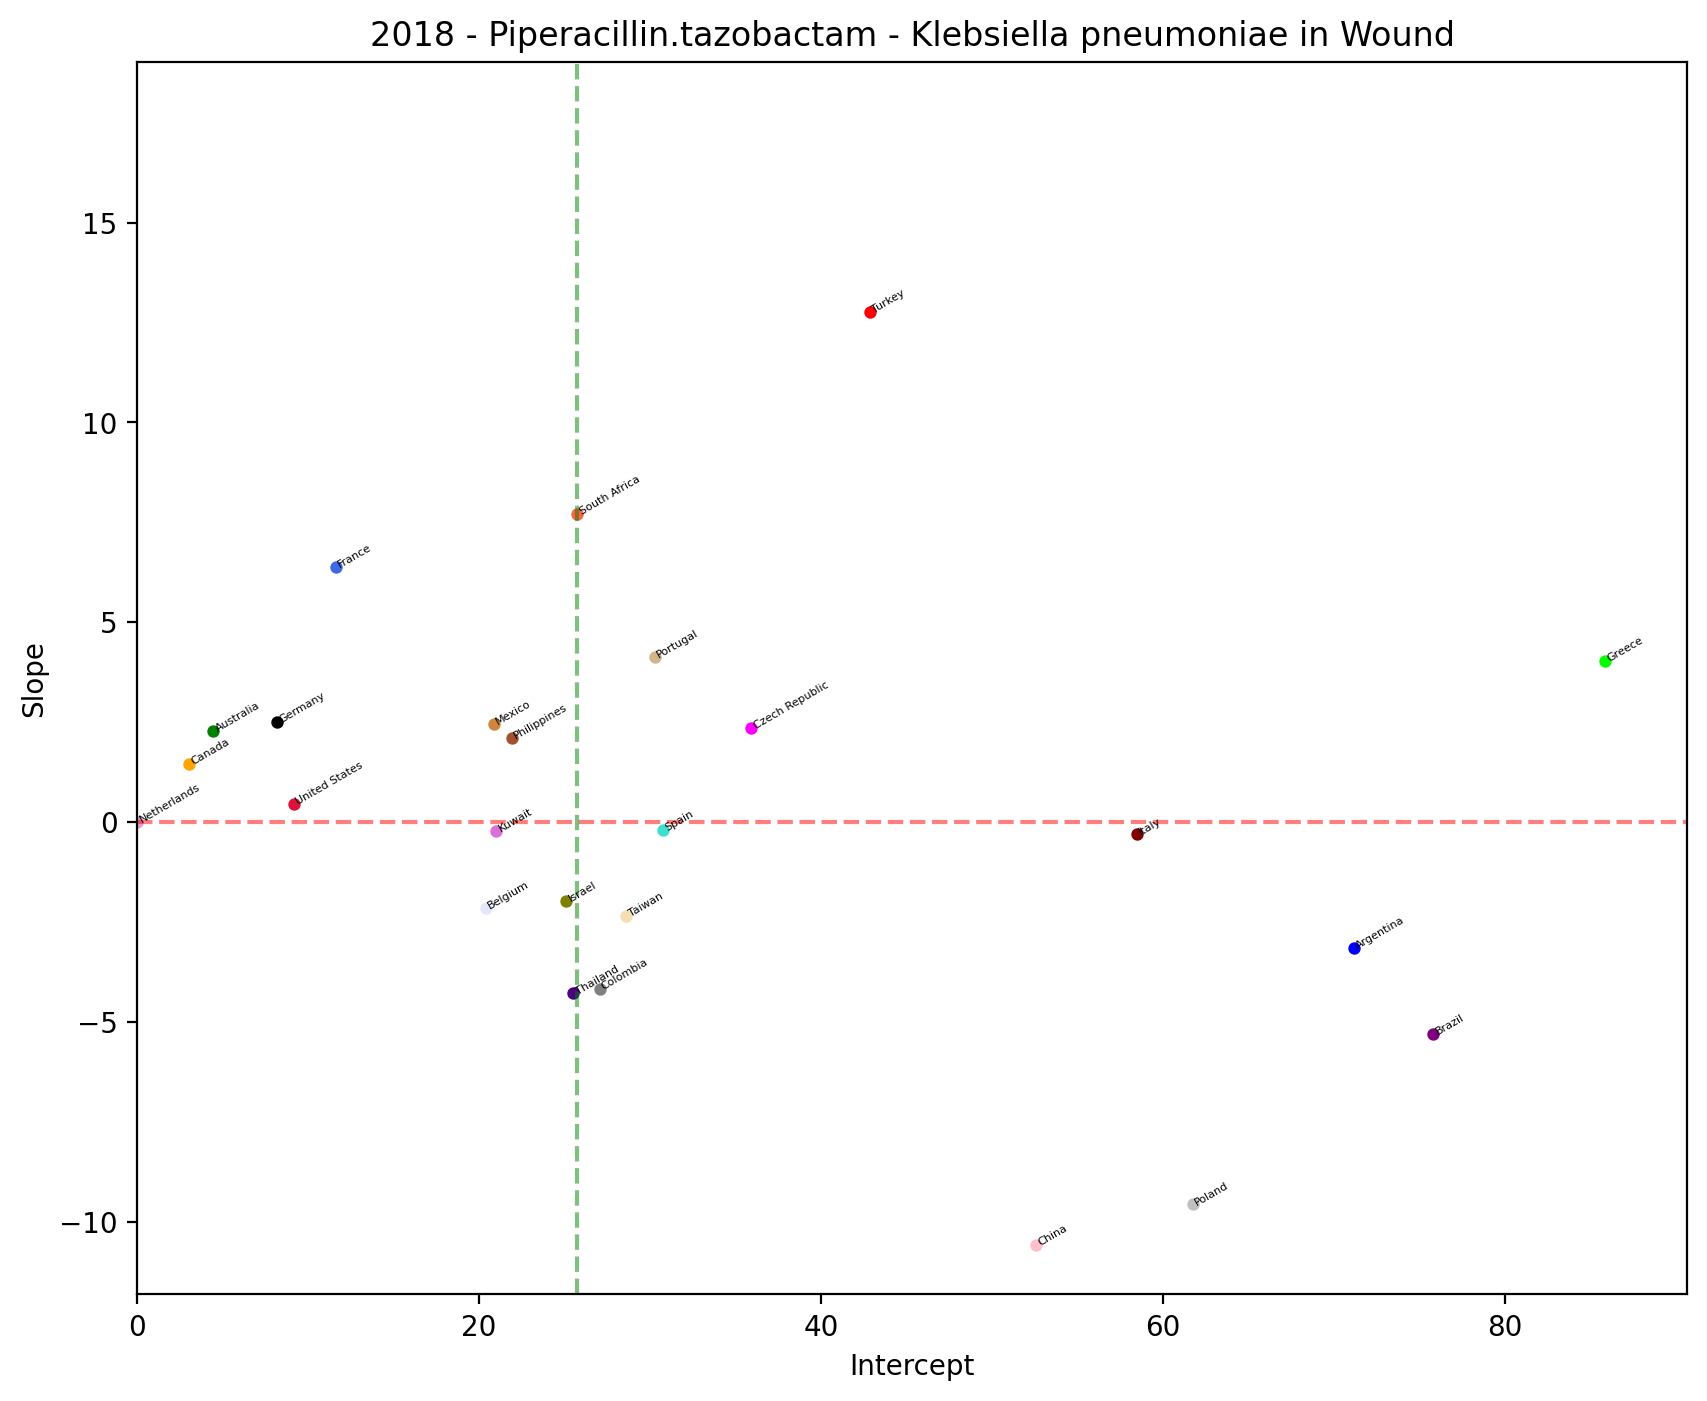 2018 - Piperacillin.tazobactam - Klebsiella pneumoniae in Wound
15
10
5
0
−5
−10
Slope
Turkey
South Africa
France
Portugal
Greece
Czech Republic
Germany
Australia
Mexico
Philippines
Canada
United States
Netherlands
Kuwait
Spain
Italy
Belgium
Israel
Taiwan
Argentina
Thailand
Colombia
Brazil
Poland
China
0
20
40
60
80
Intercept